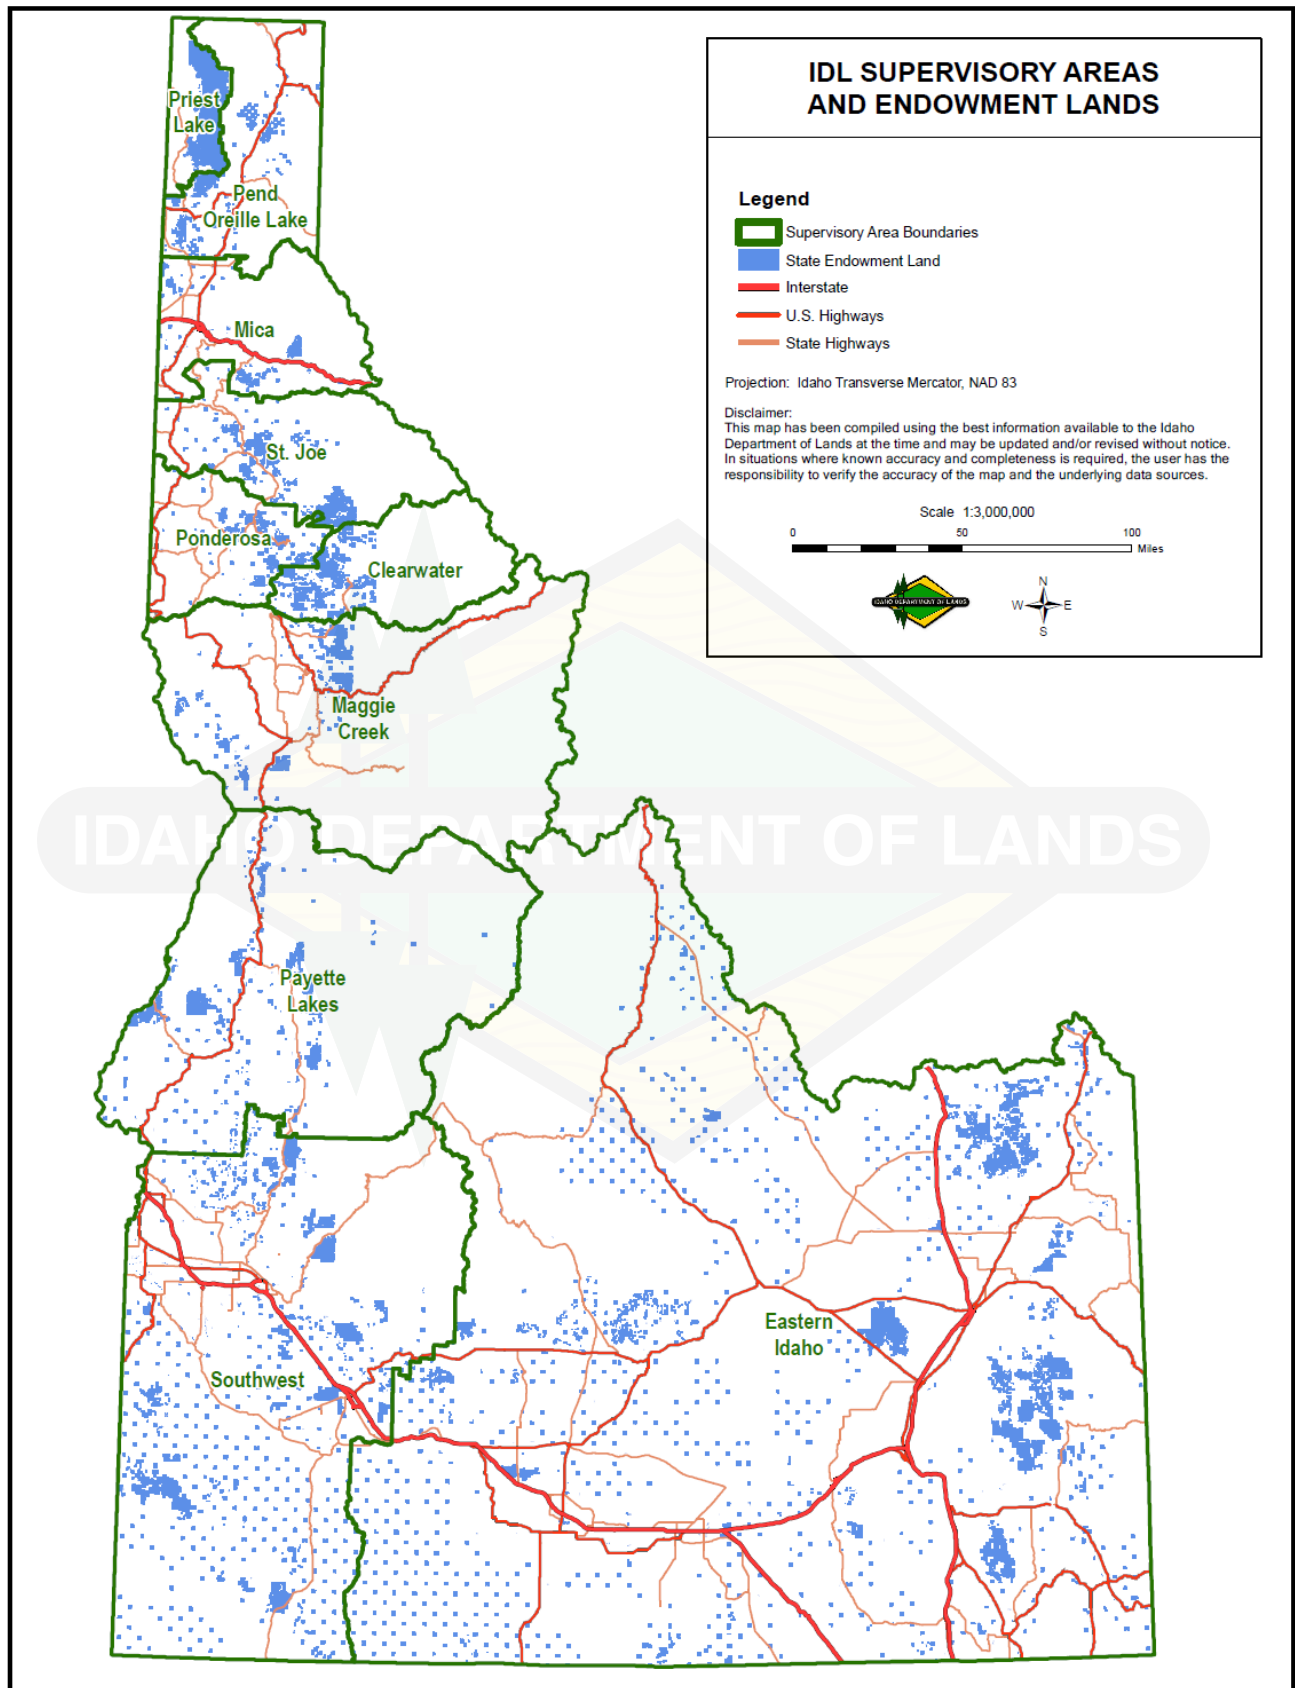 IDL SUPERVISORY AREAS
AND ENDOWMENT LANDS
Legend
Supervisory Area Boundaries
State Endowment Land
Interstate
U.S. Highways
State Highways
Projection: Idaho Transverse Mercator, NAD 83
Disclaimer:
This map has been compiled using the best information available to the Idaho
Department of Lands at the time and may be updated and/or revised without notice.
In situations where known accuracy and completeness is required, the user has the
responsibility to verify the accuracy of the map and the underlying data sources.
Scale 1:3,000,000
0 50 100
Miles
IDAHO DEPARTMENT OF LANDS
N
W E
S
Priest
Lake
Pend
Oreille Lake
Mica
St. Joe
Ponderosa
Clearwater
Maggie
Creek
IDAHO DEPARTMENT OF LANDS
Payette
Lakes
Eastern
Idaho
Southwest